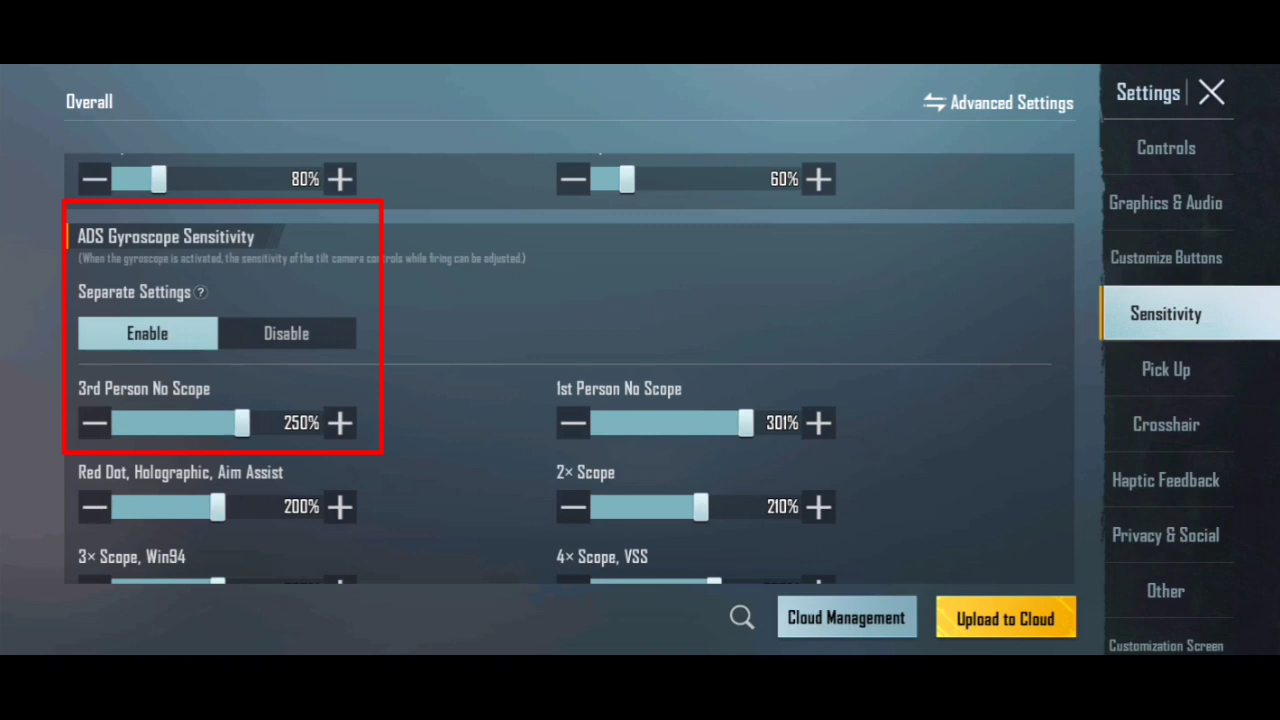 Overall
Advanced Settings
80%
60%
ADS Gyroscope Sensitivity
(When the gyroscope is activated, the sensitivity of the tilt camera controls while firing can be adjusted.)
Separate Settings ?
Enable
Disable
3rd Person No Scope
1st Person No Scope
250%
301%
Red Dot, Holographic, Aim Assist
2× Scope
200%
210%
3× Scope, Win94
4× Scope, VSS
Cloud Management
Upload to Cloud
Settings
Controls
Graphics & Audio
Customize Buttons
Sensitivity
Pick Up
Crosshair
Haptic Feedback
Privacy & Social
Other
Customization Screen